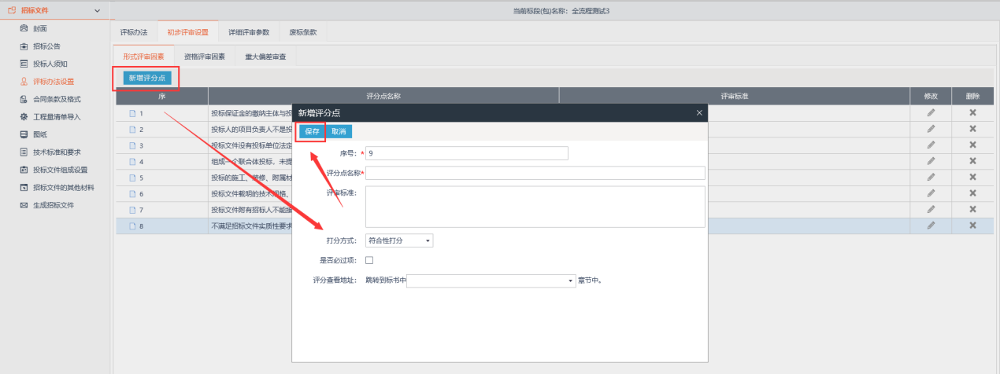 招标文件
当前标段(包)名称：全流程测试3
封面
招标公告
投标人须知
评标办法设置
合同条款及格式
工程量清单导入
图纸
技术标准和要求
投标文件组成设置
招标文件的其他材料
生成招标文件
评标办法 初步评审设置 详细评审参数 废标条款
形式评审因素 资格评审因素 重大偏差审查
新增评分点
序 评分点名称 评审标准 修改 删除
1 投标保证金的缴纳主体与投
2 投标人的项目负责人不是投
3 投标文件没有投标单位法定
4 组成一个联合体投标，未提
5 投标的施工、装修、附属材
6 投标文件载明的技术规格、
7 投标文件附有招标人不能接
8 不满足招标文件实质性要求
新增评分点
保存 取消
序号：* 9
评分点名称*
评审标准：
打分方式： 符合性打分
是否必过项：
评分查看地址： 跳转到标书中 章节中。